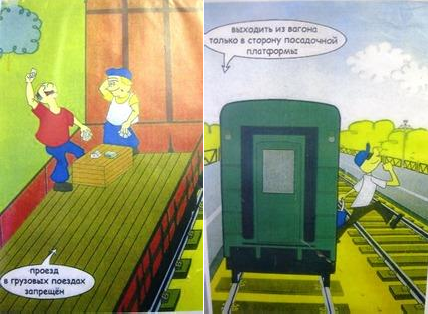 проезд
в грузовых поездах
запрещён
выходить из вагона
только в сторону посадочной
платформы